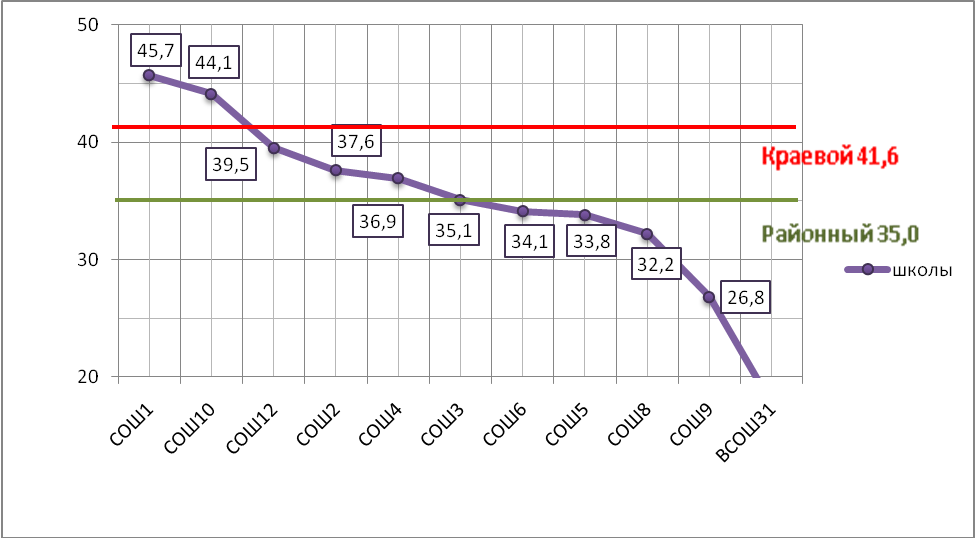 50
45,7
44,1
40
39,5
37,6
Краевой 41,6
36,9
35,1
34,1
33,8
32,2
Районный 35,0
школы
30
26,8
20
СОШ1
СОШ10
СОШ12
СОШ2
СОШ4
СОШ3
СОШ6
СОШ5
СОШ8
СОШ9
ВСОШ31